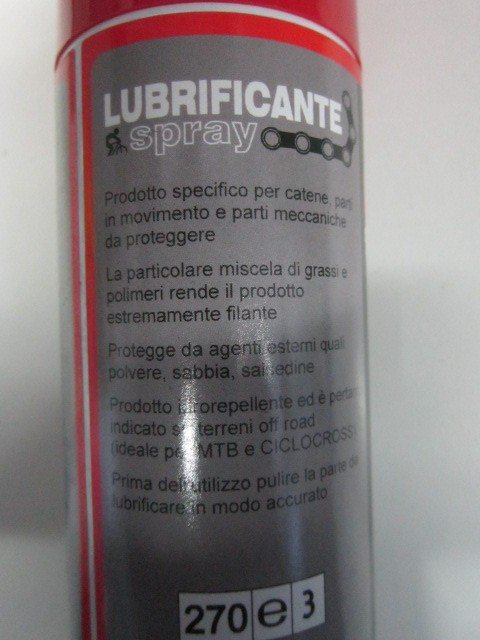 LUBRIFICANTE
spray
Prodotto specifico per catene, parti
in movimento e parti meccaniche
da proteggere
La particolare miscela di grassi e
polimeri rende il prodotto
estremamente filante
Protegge da agenti esterni quali
polvere, sabbia, salsedine
Prodotto idrorepellente ed è pertanto
indicato su terreni off road
(ideale per MTB e CICLOCROSS)
Prima dell'utilizzo pulire la parte da
lubrificare in modo accurato
270 e 3